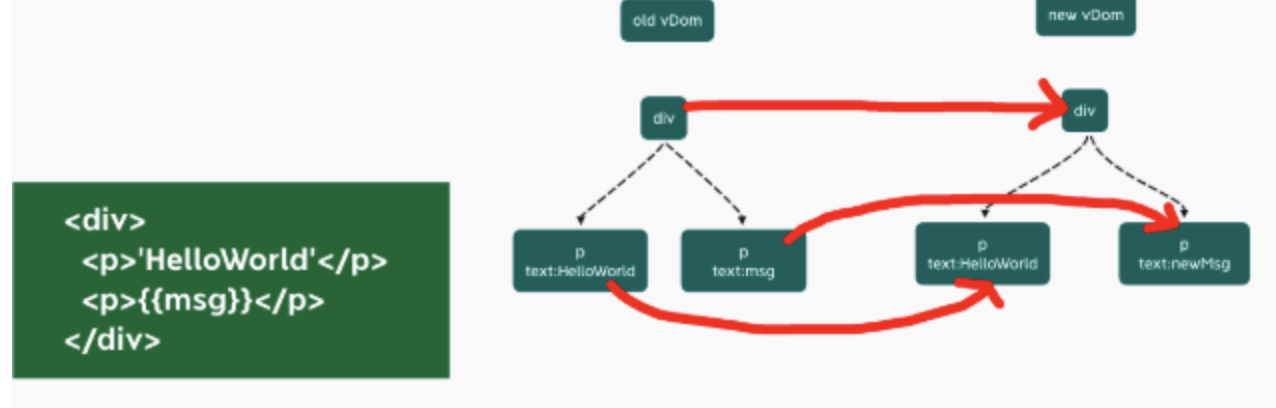 old vDom
new vDom
div
div
<div>
<p>'HelloWorld'</p>
<p>{{msg}}</p>
</div>
p
text:HelloWorld
p
text:msg
p
text:HelloWorld
p
text:newMsg